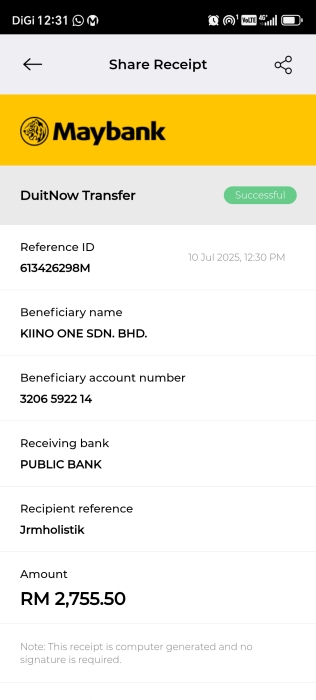 DiGi 12:31
Share Receipt
Maybank
DuitNow Transfer
Successful
Reference ID
613426298M
10 Jul 2025, 12:30 PM
Beneficiary name
KIINO ONE SDN. BHD.
Beneficiary account number
3206 5922 14
Receiving bank
PUBLIC BANK
Recipient reference
Jrmholistik
Amount
RM 2,755.50
Note: This receipt is computer generated and no
signature is required.